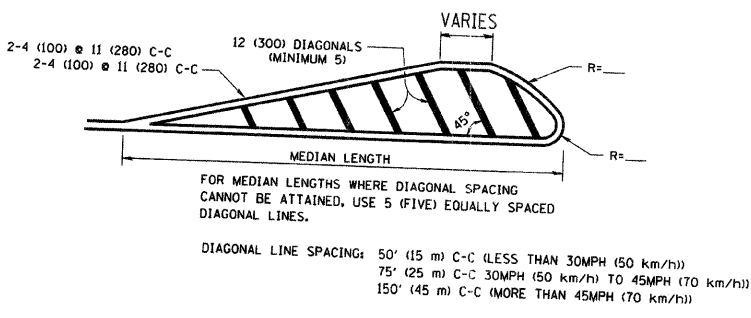 VARIES
2-4 (100) @ 11 (280) C-C
2-4 (100) @ 11 (280) C-C
12 (300) DIAGONALS
(MINIMUM 5)
R=___
45°
R=___
MEDIAN LENGTH
FOR MEDIAN LENGTHS WHERE DIAGONAL SPACING
CANNOT BE ATTAINED, USE 5 (FIVE) EQUALLY SPACED
DIAGONAL LINES.
DIAGONAL LINE SPACING: 50' (15 m) C-C (LESS THAN 30MPH (50 km/h))
75' (25 m) C-C 30MPH (50 km/h) TO 45MPH (70 km/h))
150' (45 m) C-C (MORE THAN 45MPH (70 km/h))